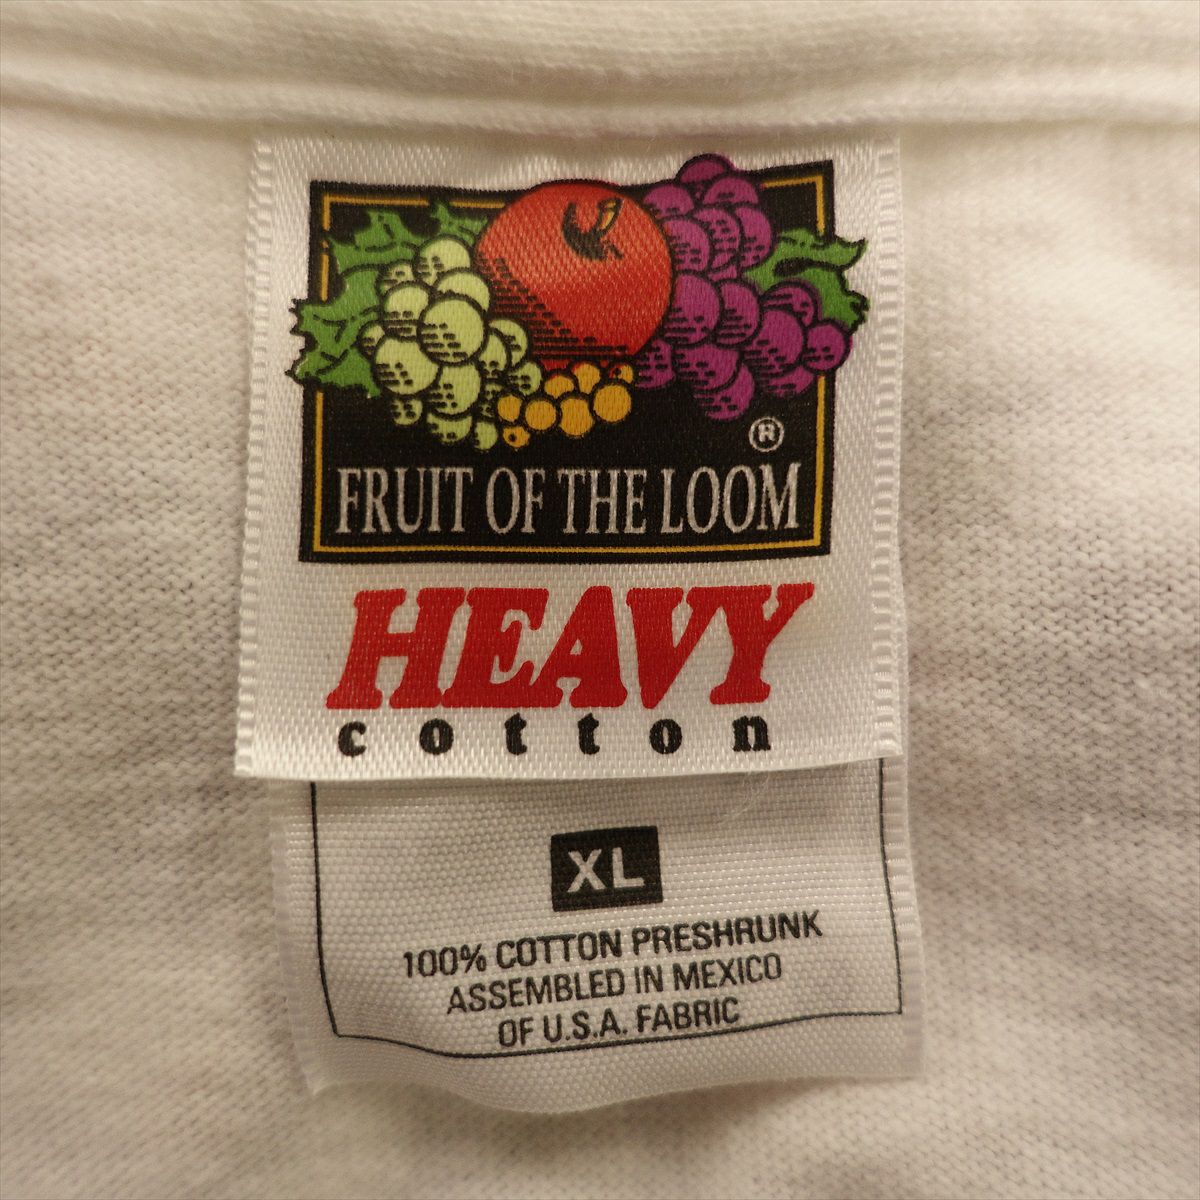 ®
FRUIT OF THE LOOM
HEAVY
cotton
XL
100% COTTON PRESHRUNK
ASSEMBLED IN MEXICO
OF U.S.A. FABRIC